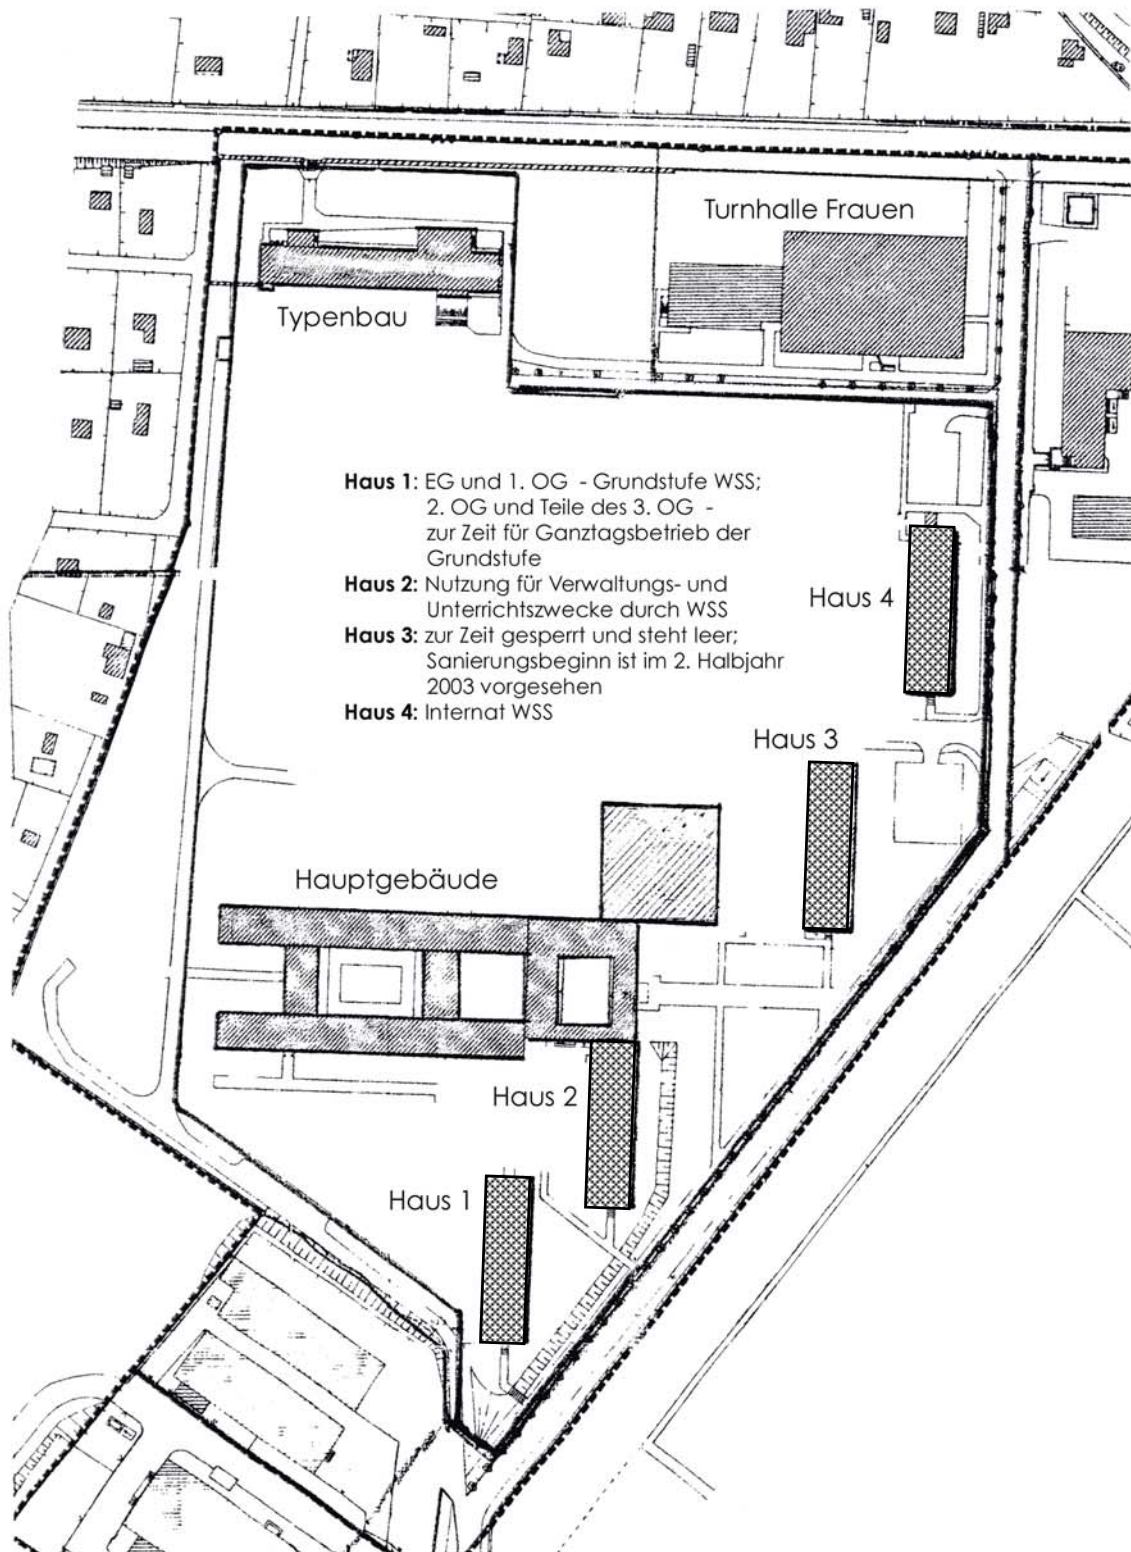 Turnhalle Frauen
Typenbau
Haus 1: EG und 1. OG - Grundstufe WSS;
2. OG und Teile des 3. OG -
zur Zeit für Ganztagsbetrieb der
Grundstufe
Haus 2: Nutzung für Verwaltungs- und
Unterrichtszwecke durch WSS
Haus 3: zur Zeit gesperrt und steht leer;
Sanierungsbeginn ist im 2. Halbjahr
2003 vorgesehen
Haus 4: Internat WSS
Haus 4
Haus 3
Hauptgebäude
Haus 2
Haus 1